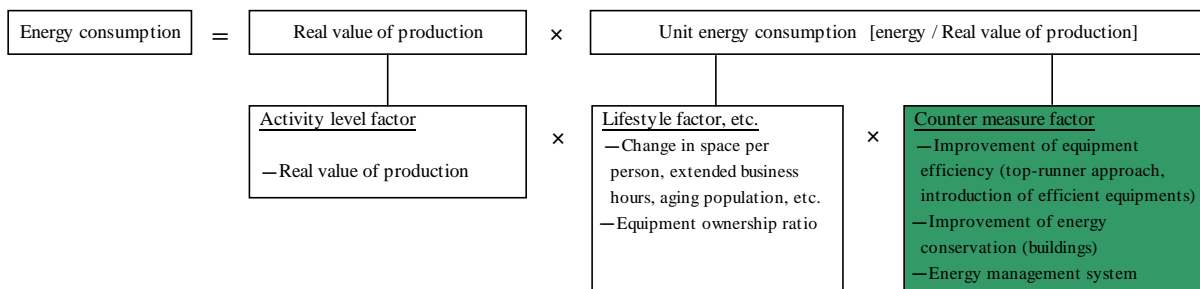 Energy consumption = Real value of production × Unit energy consumption [energy / Real value of production]
Activity level factor
—Real value of production
×
Lifestyle factor, etc.
—Change in space per
person, extended business
hours, aging population, etc.
—Equipment ownership ratio
×
Counter measure factor
—Improvement of equipment
efficiency (top-runner approach,
introduction of efficient equipments)
—Improvement of energy
conservation (buildings)
—Energy management system